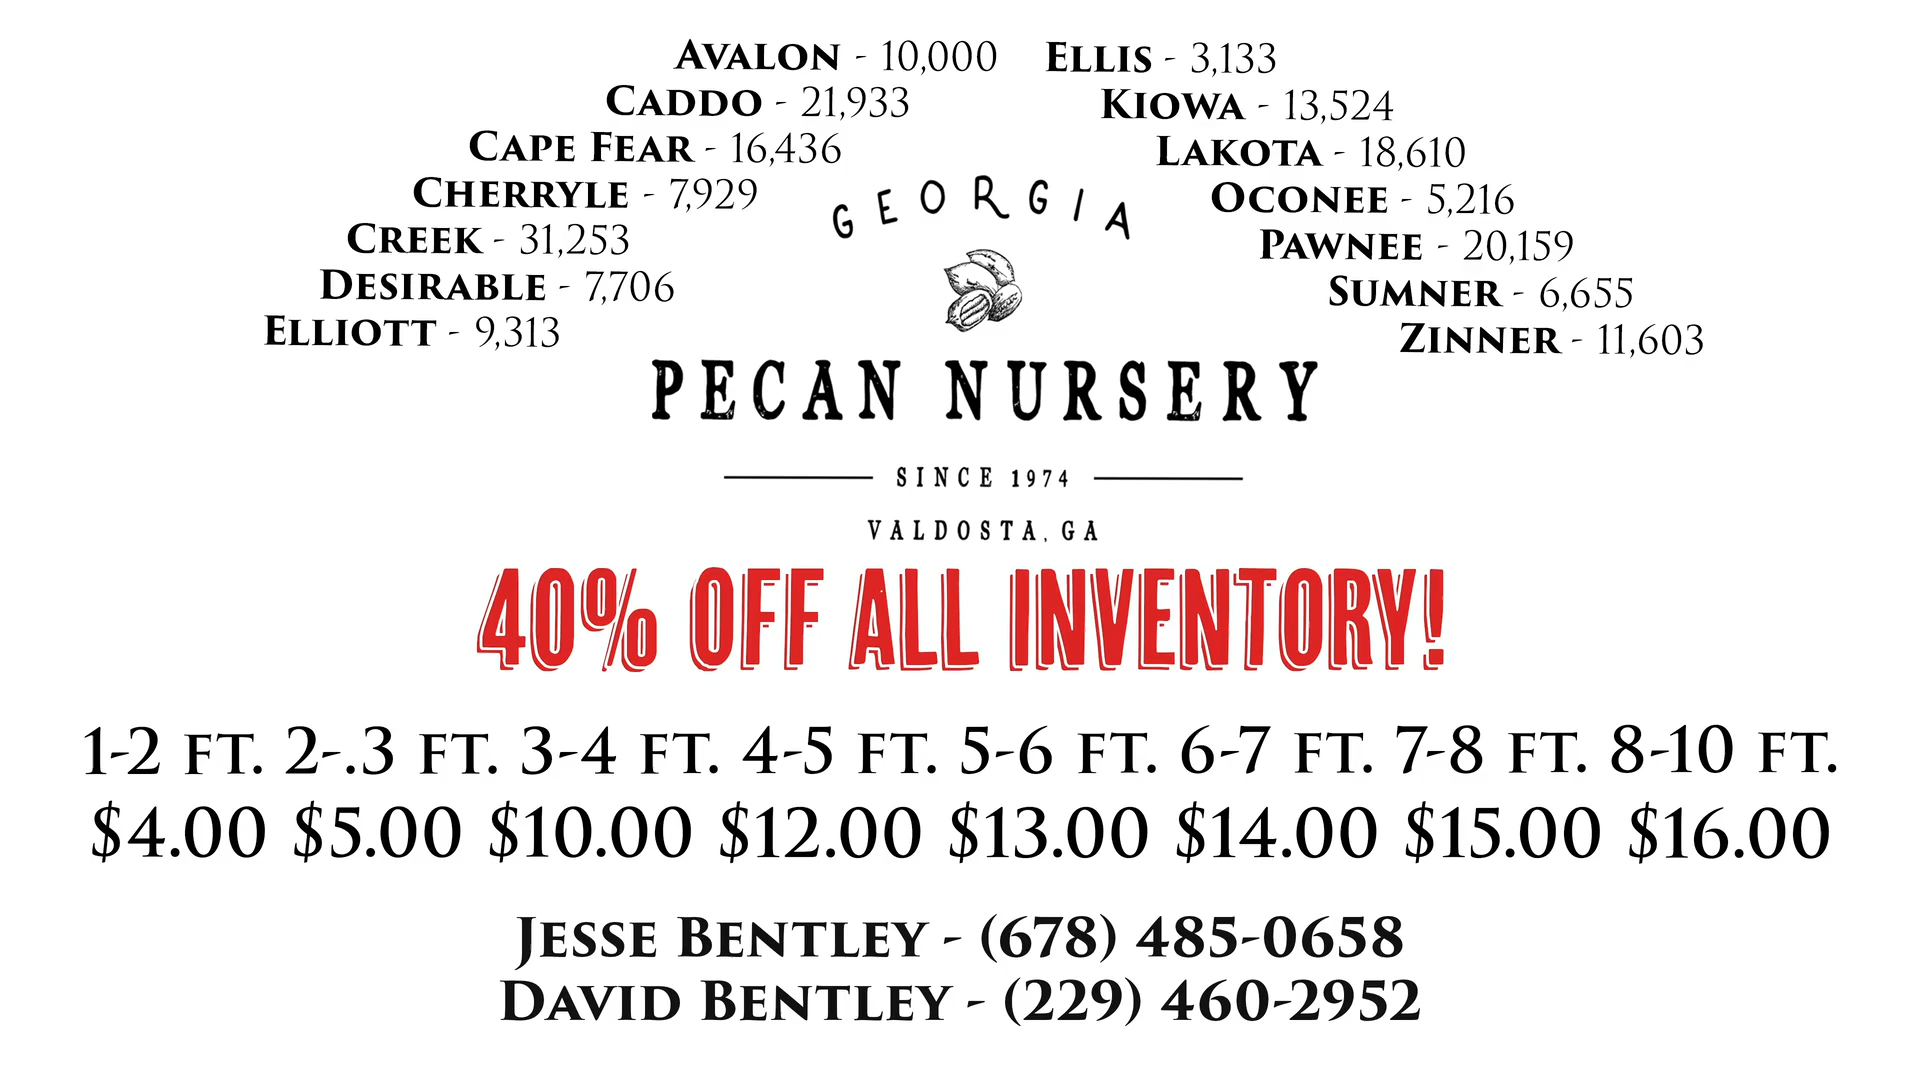 AVALON - 10,000
CADDO - 21,933
CAPE FEAR - 16,436
CHERRYLE - 7,929
CREEK - 31,253
DESIRABLE - 7,706
ELLIOTT - 9,313
ELLIS - 3,133
KIOWA - 13,524
LAKOTA - 18,610
OCONEE - 5,216
PAWNEE - 20,159
SUMNER - 6,655
ZINNER - 11,603
GEORGIA
PECAN NURSERY
SINCE 1974
VALDOSTA, GA
40% OFF ALL INVENTORY!
1-2 FT. 2-.3 FT. 3-4 FT. 4-5 FT. 5-6 FT. 6-7 FT. 7-8 FT. 8-10 FT.
$4.00 $5.00 $10.00 $12.00 $13.00 $14.00 $15.00 $16.00
JESSE BENTLEY - (678) 485-0658
DAVID BENTLEY - (229) 460-2952